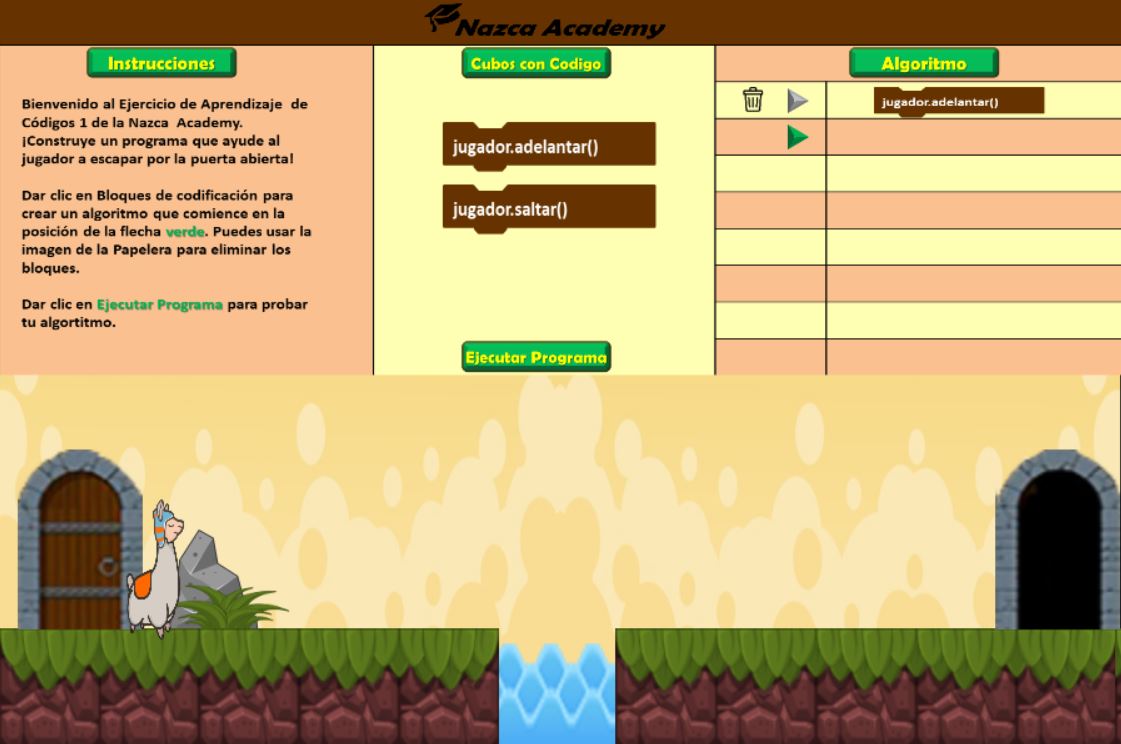 Nazca Academy
Instrucciones
Bienvenido al Ejercicio de Aprendizaje de
Códigos 1 de la Nazca Academy.
¡Construye un programa que ayude al
jugador a escapar por la puerta abierta!
Dar clic en Bloques de codificación para
crear un algoritmo que comience en la
posición de la flecha verde. Puedes usar la
imagen de la Papelera para eliminar los
bloques.
Dar clic en Ejecutar Programa para probar
tu algortitmo.
Cubos con Codigo
jugador.adelantar()
jugador.saltar()
Ejecutar Programa
Algoritmo
jugador.adelantar()